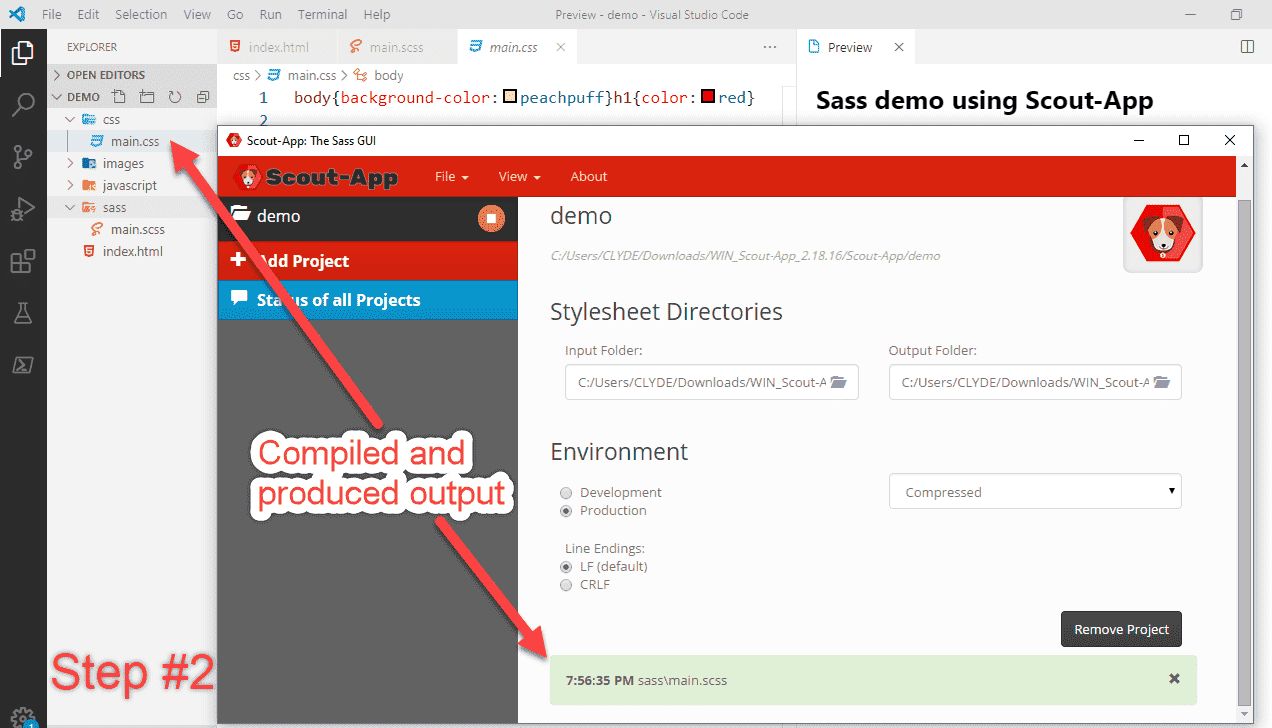 File Edit Selection View Go Run Terminal Help Preview - demo - Visual Studio Code
EXPLORER
OPEN EDITORS
DEMO
css
main.css
images
javascript
sass
main.scss
index.html
index.html main.scss main.css
css > main.css > body
1 body{background-color:peachpuff}h1{color:red}
2
Preview
Sass demo using Scout-App
Scout-App: The Sass GUI
Scout-App File View About
demo
Add Project
Status of all Projects
demo
C:/Users/CLYDE/Downloads/WIN_Scout-App_2.18.16/Scout-App/demo
Stylesheet Directories
Input Folder: Output Folder:
C:/Users/CLYDE/Downloads/WIN_Scout-A C:/Users/CLYDE/Downloads/WIN_Scout-A
Environment
Development
Production
Compressed
Line Endings:
LF (default)
CRLF
Remove Project
7:56:35 PM sass\main.scss
Compiled and
produced output
Step #2
1